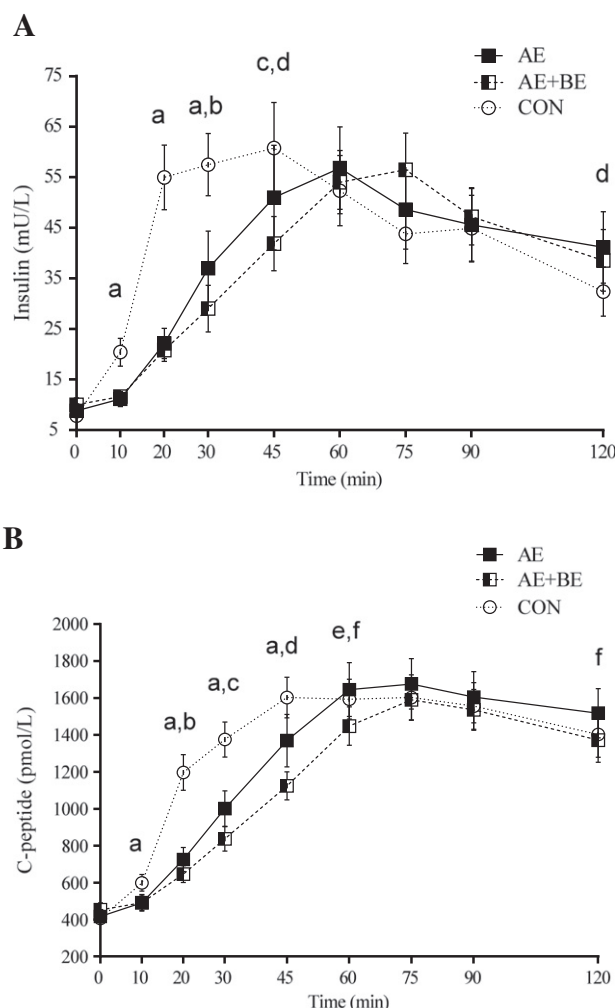 A
AE
AE+BE
CON
c,d
a
a,b
a
d
75
65
55
45
35
25
15
5
Insulin (mU/L)
0 10 20 30 45 60 75 90 120
Time (min)
B
AE
AE+BE
CON
a
a,b
a,c
a,d
e,f
f
2000
1800
1600
1400
1200
1000
800
600
400
200
C-peptide (pmol/L)
0 10 20 30 45 60 75 90 120
Time (min)